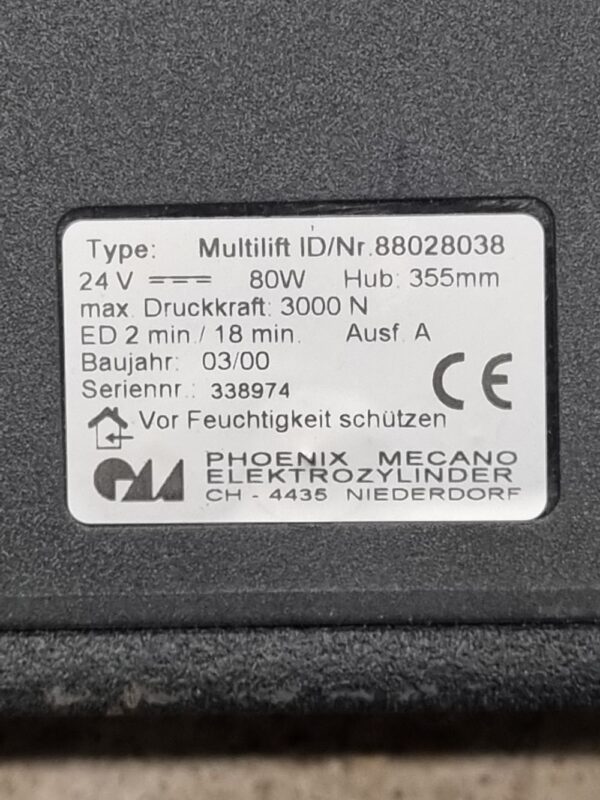 Type: Multilift ID/Nr.88028038
24 V 80W Hub: 355mm
max. Druckkraft: 3000 N
ED 2 min./ 18 min. Ausf. A
Baujahr: 03/00
Seriennr.: 338974
CE
Vor Feuchtigkeit schützen
PHOENIX MECANO
ELEKTROZYLINDER
CH - 4435 NIEDERDORF